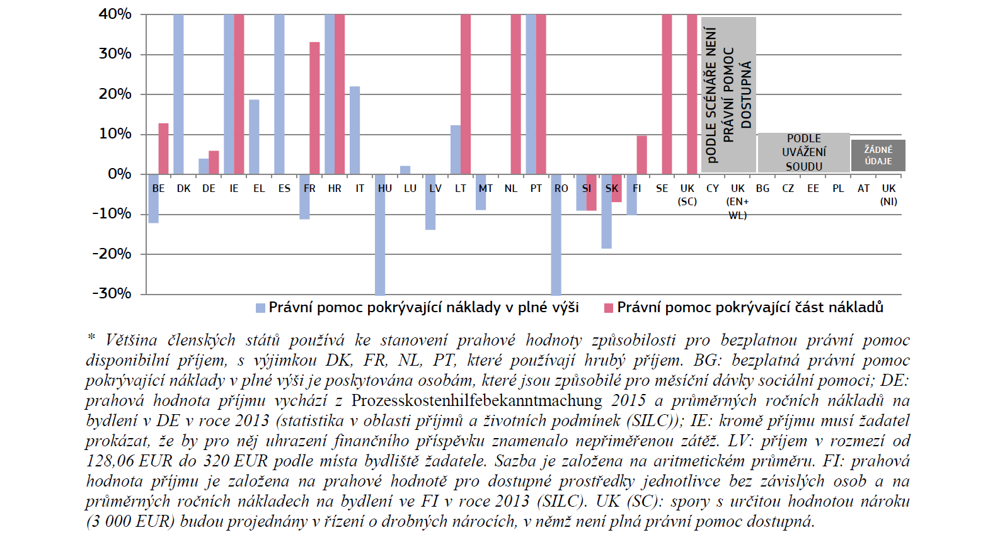 40%
30%
20%
10%
0%
-10%
-20%
-30%
BE DK DE IE EL ES FR HR IT HU LU LV LT MT NL PT RO SI SK FI SE UK (SC) CY UK (EN+ WL) BG CZ EE PL AT UK (NI)
pODLE SCÉNÁŘE NENÍ
PRÁVNÍ POMOC
DOSTUPNÁ
PODLE
UVÁŽENÍ
SOUDU
ŽÁDNÉ
ÚDAJE
Právní pomoc pokrývající náklady v plné výši
Právní pomoc pokrývající část nákladů
* Většina členských států používá ke stanovení prahové hodnoty způsobilosti pro bezplatnou právní pomoc
disponibilní příjem, s výjimkou DK, FR, NL, PT, které používají hrubý příjem. BG: bezplatná právní pomoc
pokrývající náklady v plné výši je poskytována osobám, které jsou způsobilé pro měsíční dávky sociální pomoci; DE:
prahová hodnota příjmu vychází z Prozesskostenhilfebekanntmachung 2015 a průměrných ročních nákladů na
bydlení v DE v roce 2013 (statistika v oblasti příjmů a životních podmínek (SILC)); IE: kromě příjmu musí žadatel
prokázat, že by pro něj uhrazení finančního příspěvku znamenalo nepřiměřenou zátěž. LV: příjem v rozmezí od
128,06 EUR do 320 EUR podle místa bydliště žadatele. Sazba je založena na aritmetickém průměru. FI: prahová
hodnota příjmu je založena na prahové hodnotě pro dostupné prostředky jednotlivce bez závislých osob a na
průměrných ročních nákladech na bydlení ve FI v roce 2013 (SILC). UK (SC): spory s určitou hodnotou nároku
(3 000 EUR) budou projednány v řízení o drobných nárocích, v němž není plná právní pomoc dostupná.